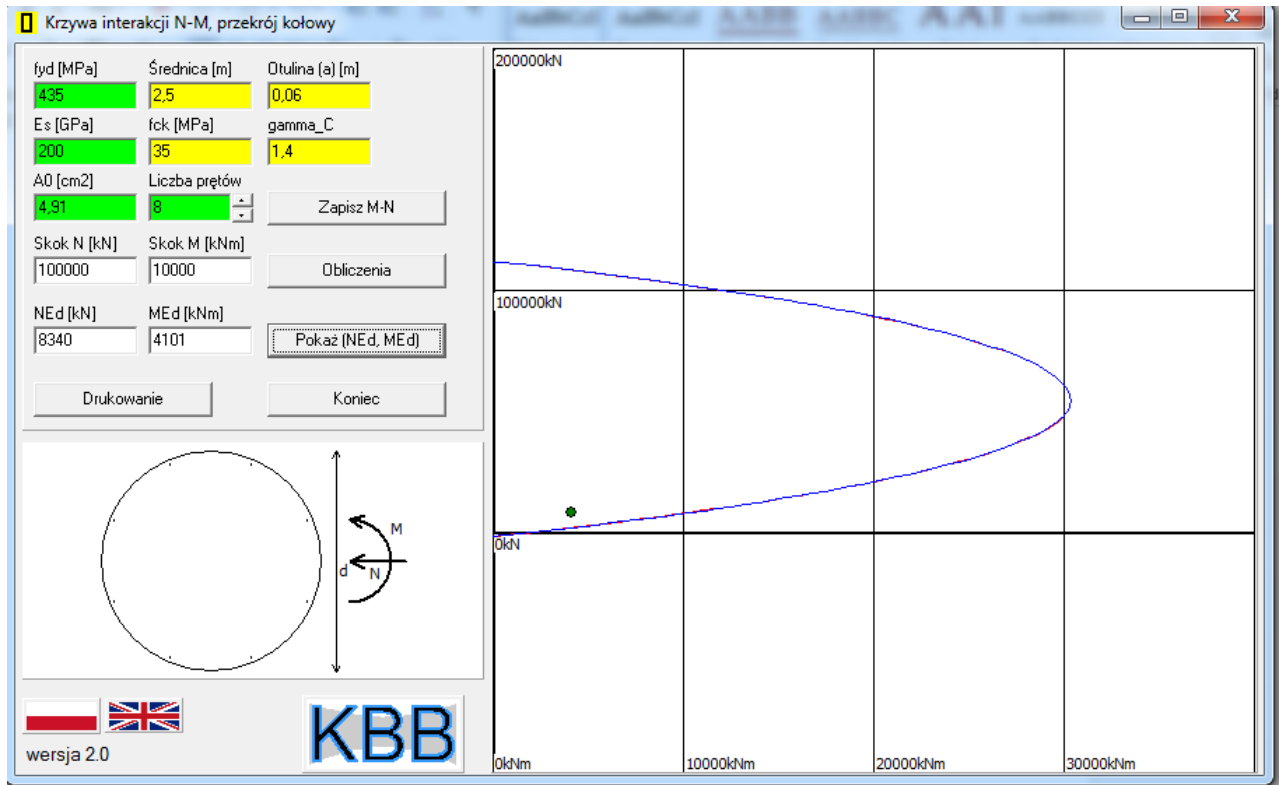 Krzywa interakcji N-M, przekrój kołowy
fyd [MPa] Średnica [m] Otulina (a) [m]
435 2,5 0,06
Es [GPa] fck [MPa] gamma_C
200 35 1,4
A0 [cm2] Liczba prętów
4,91 8 Zapisz M-N
Skok N [kN] Skok M [kNm]
100000 10000 Obliczenia
NEd [kN] MEd [kNm]
8340 4101 Pokaż (NEd, MEd)
Drukowanie Koniec
M
d N
wersja 2.0
KBB
200000kN
100000kN
0kN
0kNm 10000kNm 20000kNm 30000kNm